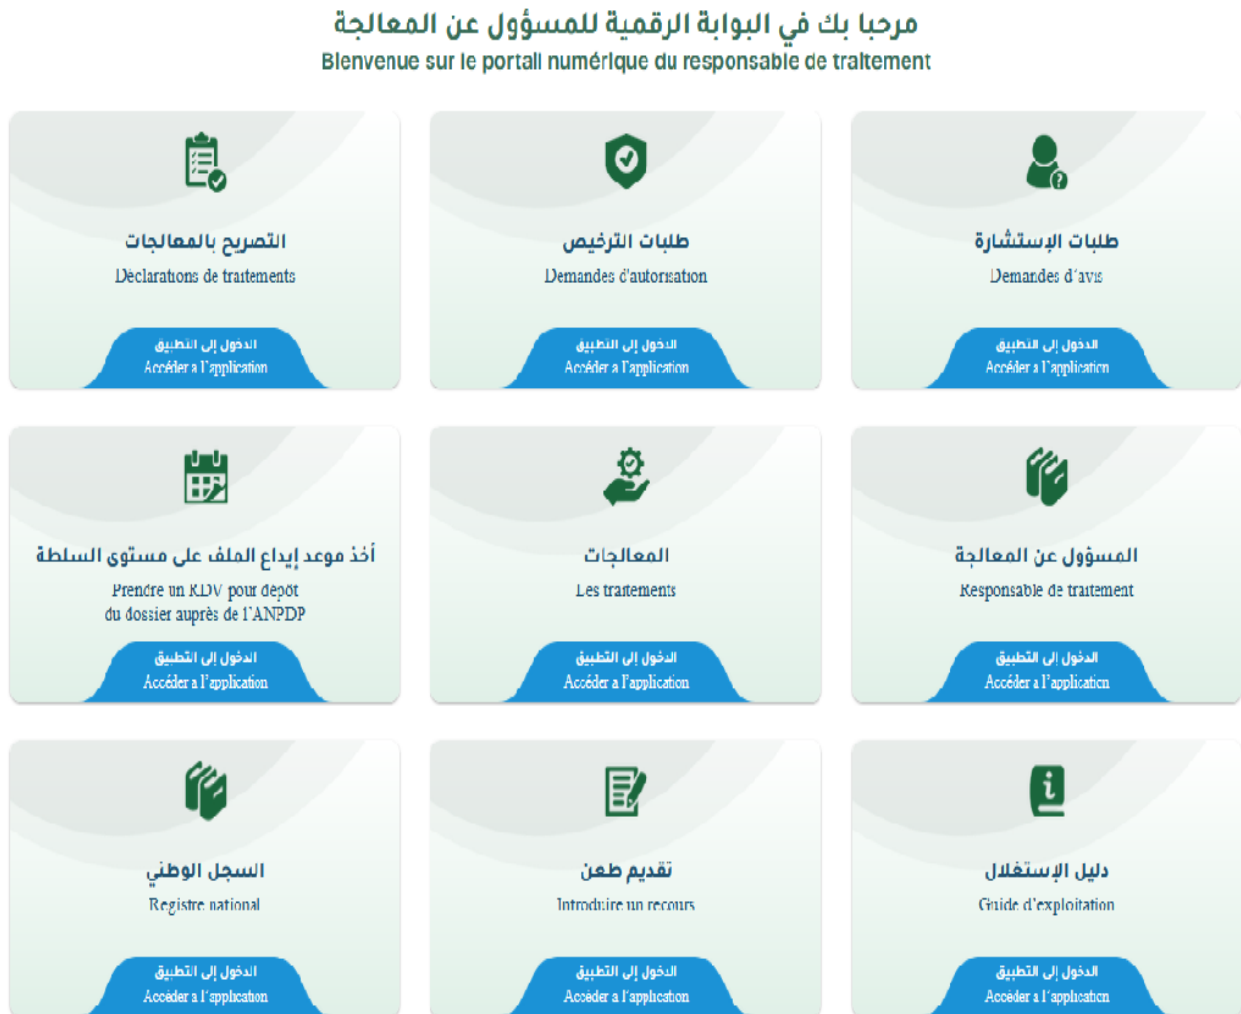 مرحبا بك في البوابة الرقمية للمسؤول عن المعالجة
Bienvenue sur le portail numérique du responsable de traitement
التصريح بالمعالجات
Déclarations de traitements
الدخول إلى التطبيق
Accéder a l'application
طلبات الترخيص
Demandes d'autorisation
الدخول إلى التطبيق
Accéder a l'application
طلبات الإستشارة
Demandes d'avis
الدخول إلى التطبيق
Accéder a l'application
أخذ موعد إيداع الملف على مستوى السلطة
Prendre un RDV pour dépôt
du dossier auprès de l'ANPDP
الدخول إلى التطبيق
Accéder a l'application
المعالجات
Les traitements
الدخول إلى التطبيق
Accéder a l'application
المسؤول عن المعالجة
Responsable de traitement
الدخول إلى التطبيق
Accéder a l'application
السجل الوطني
Registre national
الدخول إلى التطبيق
Accéder a l'application
تقديم طعن
Introduire un recours
الدخول إلى التطبيق
Accéder a l'application
دليل الإستغلال
Guide d'exploitation
الدخول إلى التطبيق
Accéder a l'application